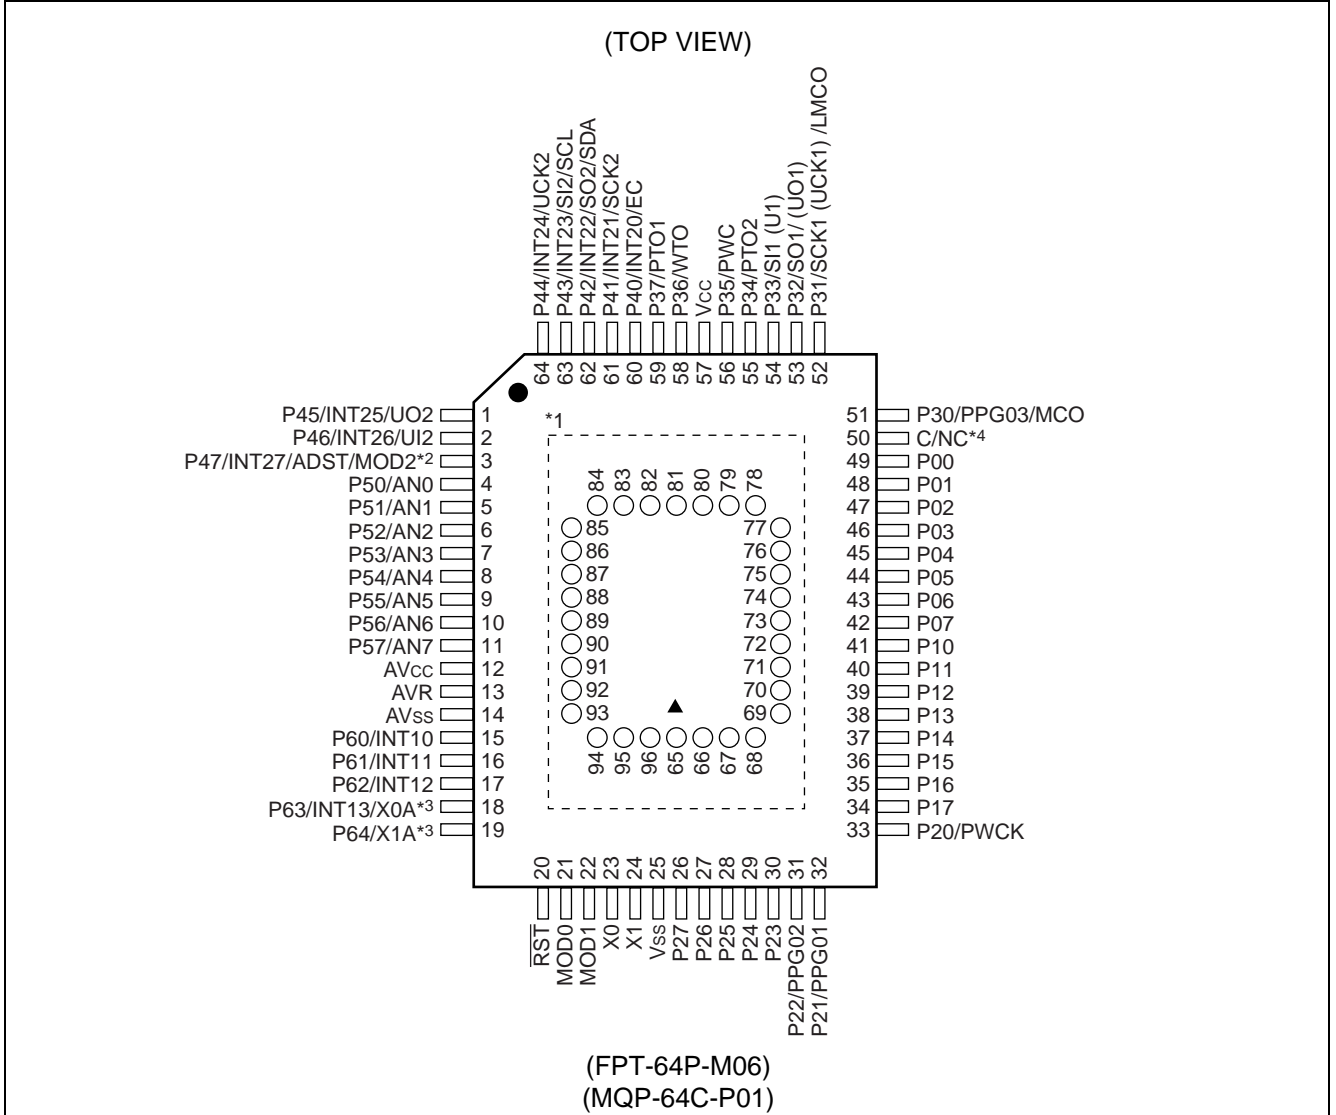 (TOP VIEW)
P44/INT24/UCK2
P43/INT23/SI2/SCL
P42/INT22/SO2/SDA
P41/INT21/SCK2
P40/INT20/EC
P37/PTO1
P36/WTO
Vcc
P35/PWC
P34/PTO2
P33/SI1 (U1)
P32/SO1/ (UO1)
P31/SCK1 (UCK1) /LMCO
64 63 62 61 60 59 58 57 56 55 54 53 52
P45/INT25/UO2 1
P46/INT26/UI2 2
P47/INT27/ADST/MOD2*2 3
P50/AN0 4
P51/AN1 5
P52/AN2 6
P53/AN3 7
P54/AN4 8
P55/AN5 9
P56/AN6 10
P57/AN7 11
AVcc 12
AVR 13
AVss 14
P60/INT10 15
P61/INT11 16
P62/INT12 17
P63/INT13/X0A*3 18
P64/X1A*3 19
*1
84 83 82 81 80 79 78
85 77
86 76
87 75
88 74
89 73
90 72
91 71
92 70
93 69
94 95 96 65 66 67 68
51 P30/PPG03/MCO
50 C/NC*4
49 P00
48 P01
47 P02
46 P03
45 P04
44 P05
43 P06
42 P07
41 P10
40 P11
39 P12
38 P13
37 P14
36 P15
35 P16
34 P17
33 P20/PWCK
20 21 22 23 24 25 26 27 28 29 30 31 32
RST
MOD0
MOD1
X0
X1
Vss
P27
P26
P25
P24
P23
P22/PPG02
P21/PPG01
(FPT-64P-M06)
(MQP-64C-P01)